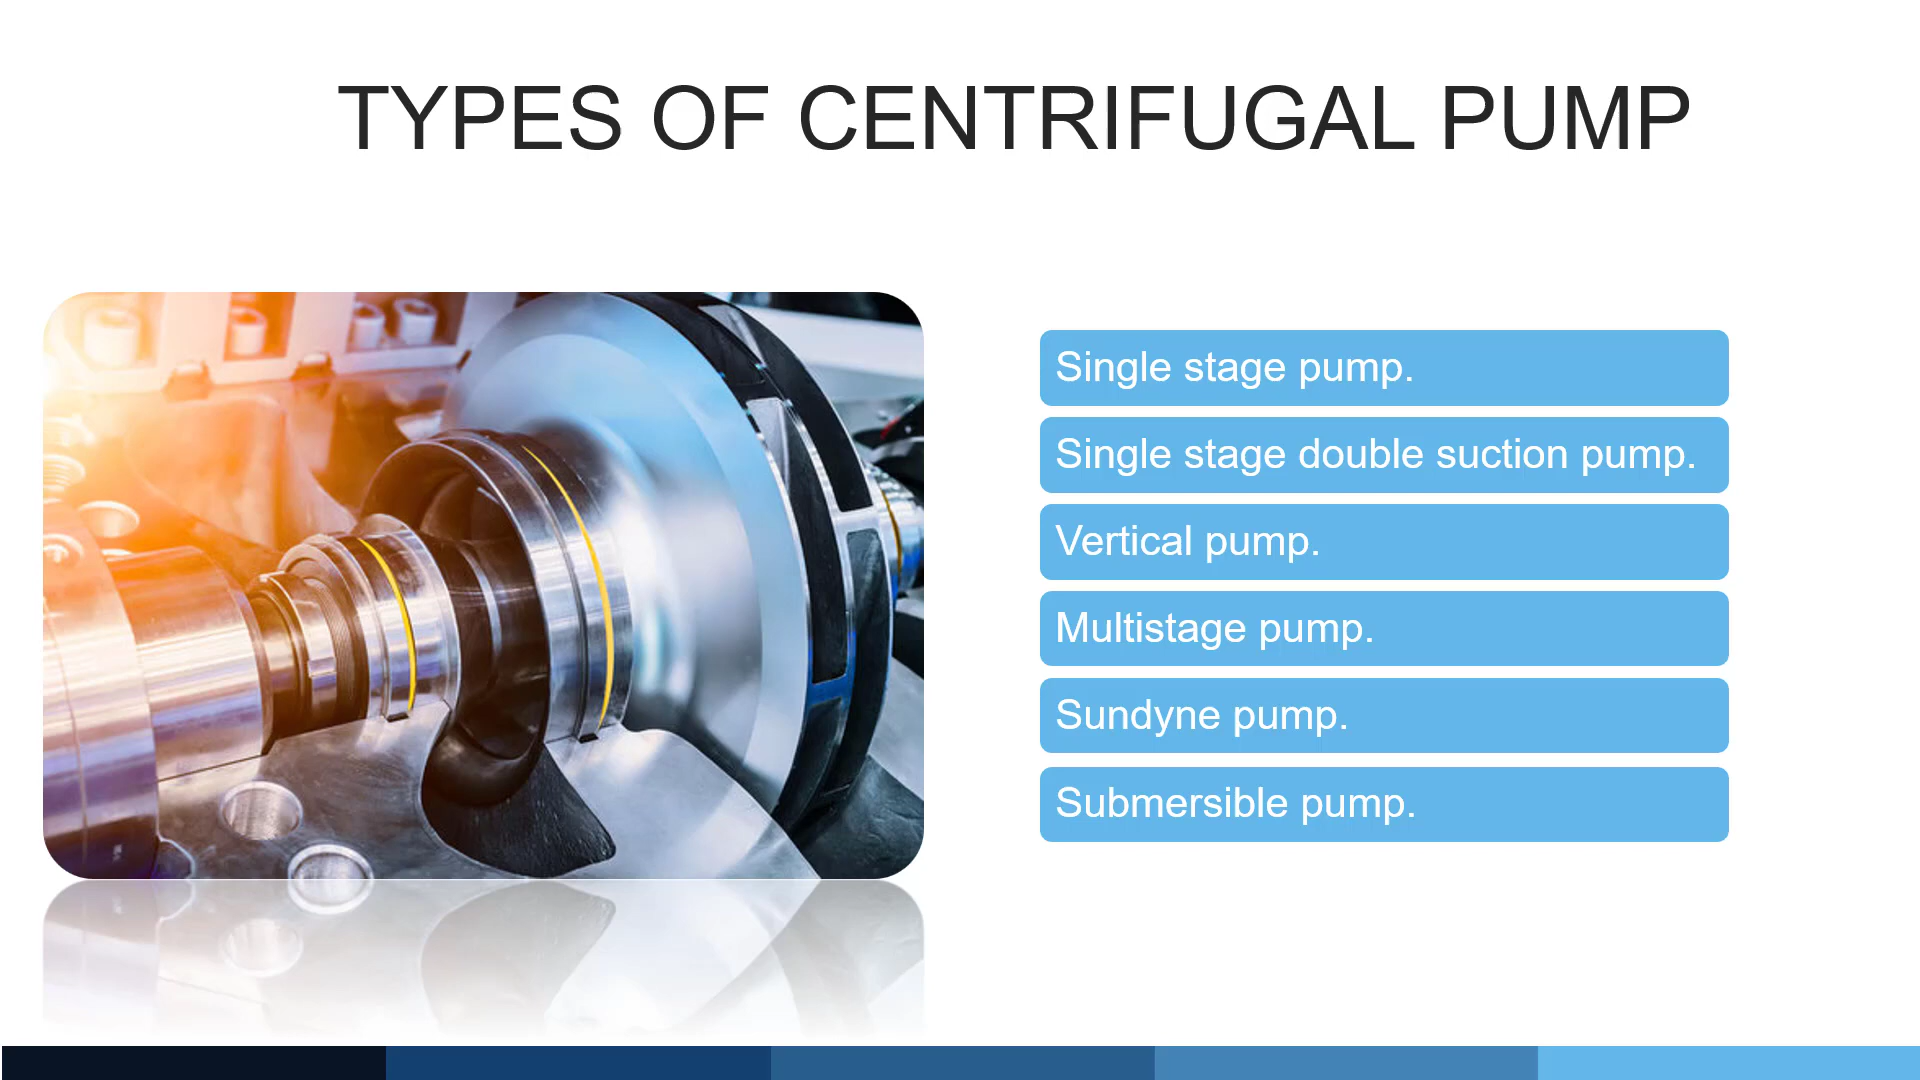 TYPES OF CENTRIFUGAL PUMP
Single stage pump.
Single stage double suction pump.
Vertical pump.
Multistage pump.
Sundyne pump.
Submersible pump.